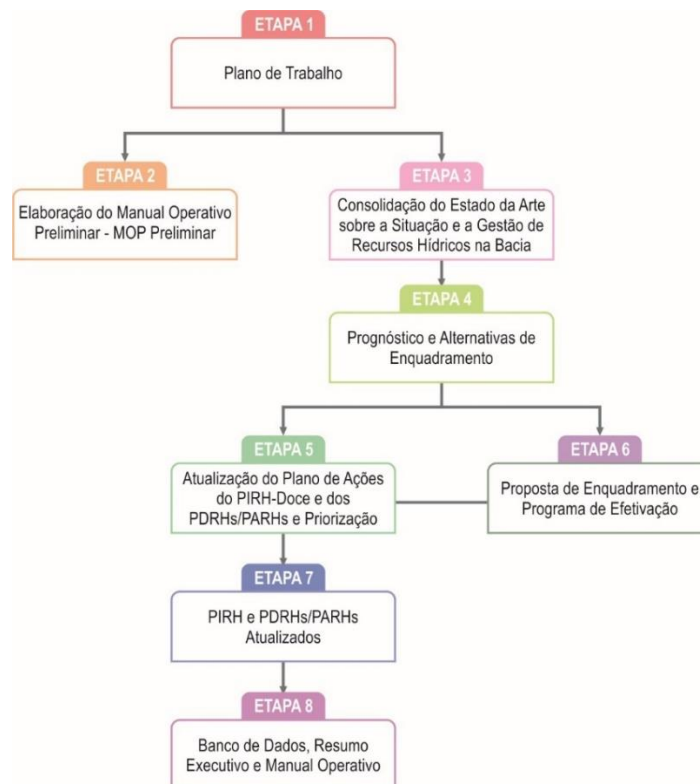 ETAPA 1
Plano de Trabalho
ETAPA 2
Elaboração do Manual Operativo
Preliminar - MOP Preliminar
ETAPA 3
Consolidação do Estado da Arte
sobre a Situação e a Gestão de
Recursos Hídricos na Bacia
ETAPA 4
Prognóstico e Alternativas de
Enquadramento
ETAPA 5
Atualização do Plano de Ações
do PIRH-Doce e dos
PDRHs/PARHs e Priorização
ETAPA 6
Proposta de Enquadramento e
Programa de Efetivação
ETAPA 7
PIRH e PDRHs/PARHs
Atualizados
ETAPA 8
Banco de Dados, Resumo
Executivo e Manual Operativo